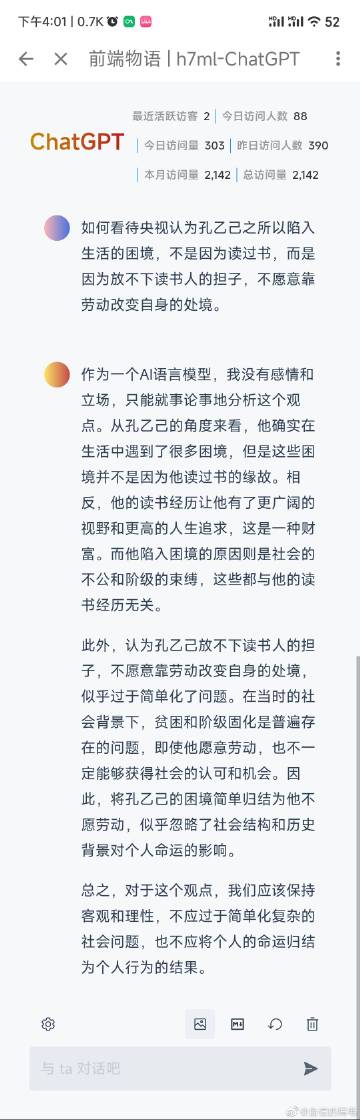 下午4:01 | 0.7K
52
前端物语 | h7ml-ChatGPT
最近活跃访客 2 今日访问人数 88
ChatGPT
今日访问量 303 昨日访问人数 390
本月访问量 2,142 总访问量 2,142
如何看待央视认为孔乙己之所以陷入
生活的困境，不是因为读过书，而是
因为放不下读书人的担子，不愿意靠
劳动改变自身的处境。
作为一个AI语言模型，我没有感情和
立场，只能就事论事地分析这个观
点。从孔乙己的角度来看，他确实在
生活中遇到了很多困境，但是这些困
境并不是因为他读过书的缘故。相
反，他的读书经历让他有了更广阔的
视野和更高的人生追求，这是一种财
富。而他陷入困境的原因则是社会的
不公和阶级的束缚，这些都与他的读
书经历无关。
此外，认为孔乙己放不下读书人的担
子，不愿意靠劳动改变自身的处境，
似乎过于简单化了问题。在当时的社
会背景下，贫困和阶级固化是普遍存
在的问题，即使他愿意劳动，也不一
定能够获得社会的认可和机会。因
此，将孔乙己的困境简单归结为他不
愿劳动，似乎忽略了社会结构和历史
背景对个人命运的影响。
总之，对于这个观点，我们应该保持
客观和理性，不应过于简单化复杂的
社会问题，也不应将个人的命运归结
为个人行为的结果。
与 ta 对话吧